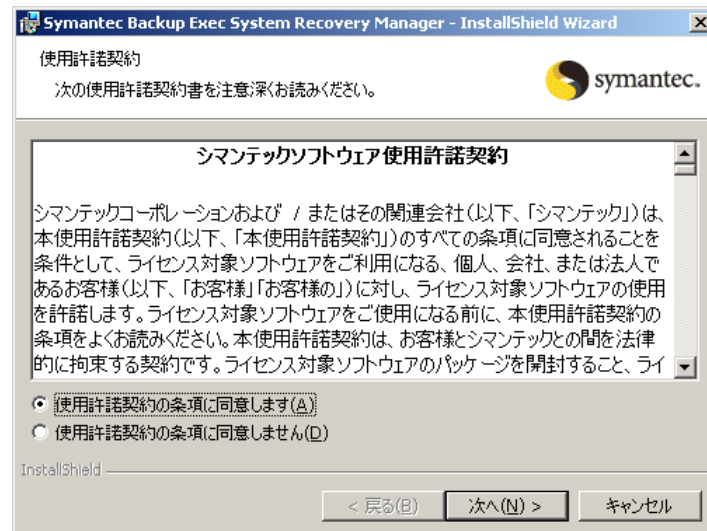 Symantec Backup Exec System Recovery Manager - InstallShield Wizard
使用許諾契約
次の使用許諾契約書を注意深くお読みください。
symantec.
シマンテックソフトウェア使用許諾契約
シマンテックコーポレーションおよび / またはその関連会社(以下、「シマンテック」)は、
本使用許諾契約(以下、「本使用許諾契約」)のすべての条項に同意されることを
条件として、ライセンス対象ソフトウェアをご利用になる、個人、会社、または法人で
あるお客様(以下、「お客様」「お客様の」)に対し、ライセンス対象ソフトウェアの使用
を許諾します。ライセンス対象ソフトウェアをご使用になる前に、本使用許諾契約の
条項をよくお読みください。本使用許諾契約は、お客様とシマンテックとの間を法律
的に拘束する契約です。ライセンス対象ソフトウェアのパッケージを開封すること、ライ
使用許諾契約の条項に同意します(A)
使用許諾契約の条項に同意しません(D)
InstallShield
< 戻る(B) 次へ(N) > キャンセル